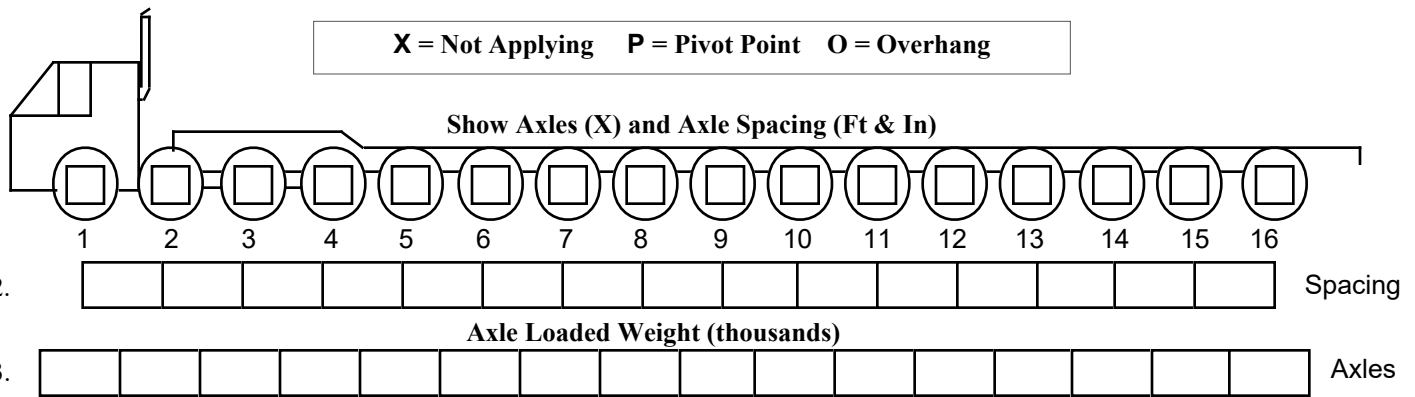 X = Not Applying P = Pivot Point O = Overhang
Show Axles (X) and Axle Spacing (Ft & In)
1 2 3 4 5 6 7 8 9 10 11 12 13 14 15 16
Spacing
Axle Loaded Weight (thousands)
Axles